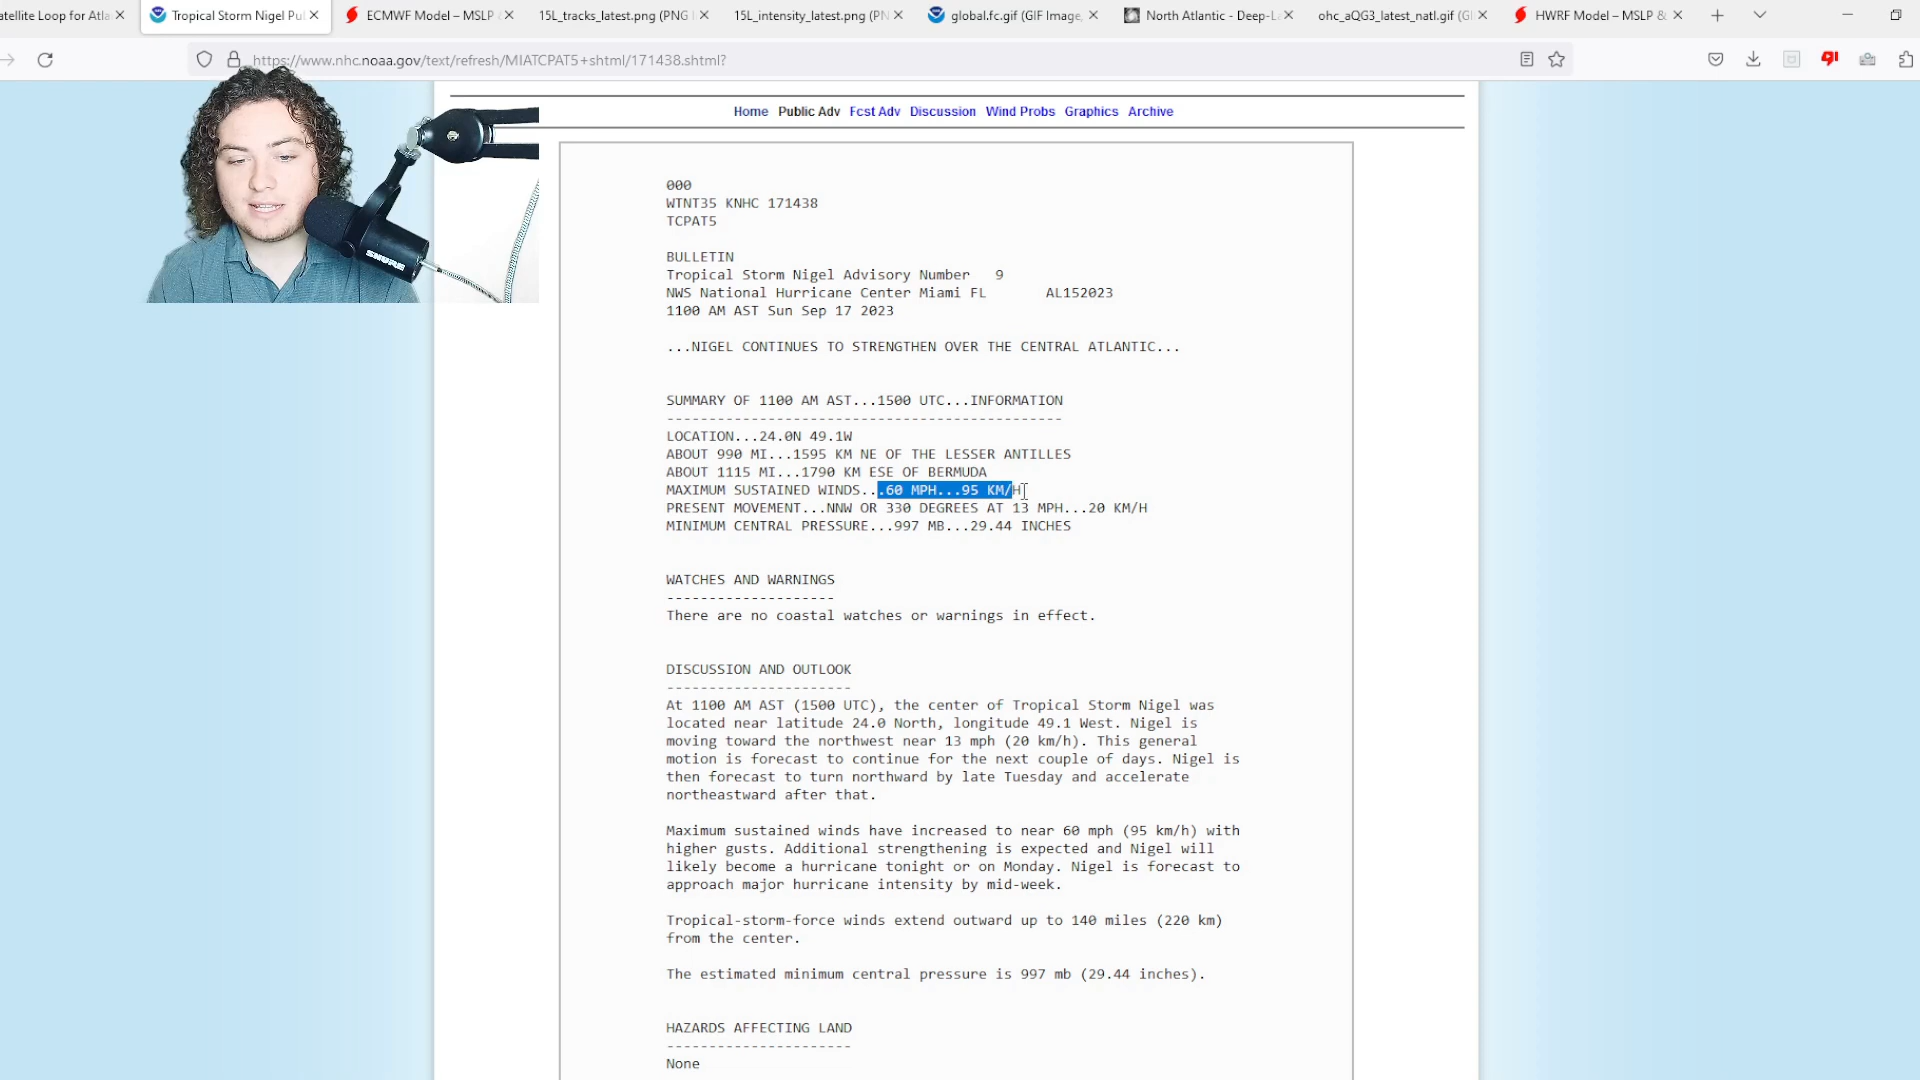 atellite Loop for Atla
Tropical Storm Nigel Pu
ECMWF Model – MSLP &
15L_tracks_latest.png (PNG I
15L_intensity_latest.png (PN
global.fc.gif (GIF Image,
North Atlantic - Deep-L
ohc_aQG3_latest_natl.gif (GI
HWRF Model – MSLP &
https://www.nhc.noaa.gov/text/refresh/MIATCPAT5+shtml/171438.shtml?
Home Public Adv Fcst Adv Discussion Wind Probs Graphics Archive
SHURE
000
WTNT35 KNHC 171438
TCPAT5
BULLETIN
Tropical Storm Nigel Advisory Number 9
NWS National Hurricane Center Miami FL AL152023
1100 AM AST Sun Sep 17 2023
...NIGEL CONTINUES TO STRENGTHEN OVER THE CENTRAL ATLANTIC...
SUMMARY OF 1100 AM AST...1500 UTC...INFORMATION
-----------------------------------------------
LOCATION...24.0N 49.1W
ABOUT 990 MI...1595 KM NE OF THE LESSER ANTILLES
ABOUT 1115 MI...1790 KM ESE OF BERMUDA
MAXIMUM SUSTAINED WINDS...60 MPH...95 KM/H
PRESENT MOVEMENT...NNW OR 330 DEGREES AT 13 MPH...20 KM/H
MINIMUM CENTRAL PRESSURE...997 MB...29.44 INCHES
WATCHES AND WARNINGS
--------------------
There are no coastal watches or warnings in effect.
DISCUSSION AND OUTLOOK
----------------------
At 1100 AM AST (1500 UTC), the center of Tropical Storm Nigel was
located near latitude 24.0 North, longitude 49.1 West. Nigel is
moving toward the northwest near 13 mph (20 km/h). This general
motion is forecast to continue for the next couple of days. Nigel is
then forecast to turn northward by late Tuesday and accelerate
northeastward after that.
Maximum sustained winds have increased to near 60 mph (95 km/h) with
higher gusts. Additional strengthening is expected and Nigel will
likely become a hurricane tonight or on Monday. Nigel is forecast to
approach major hurricane intensity by mid-week.
Tropical-storm-force winds extend outward up to 140 miles (220 km)
from the center.
The estimated minimum central pressure is 997 mb (29.44 inches).
HAZARDS AFFECTING LAND
----------------------
None